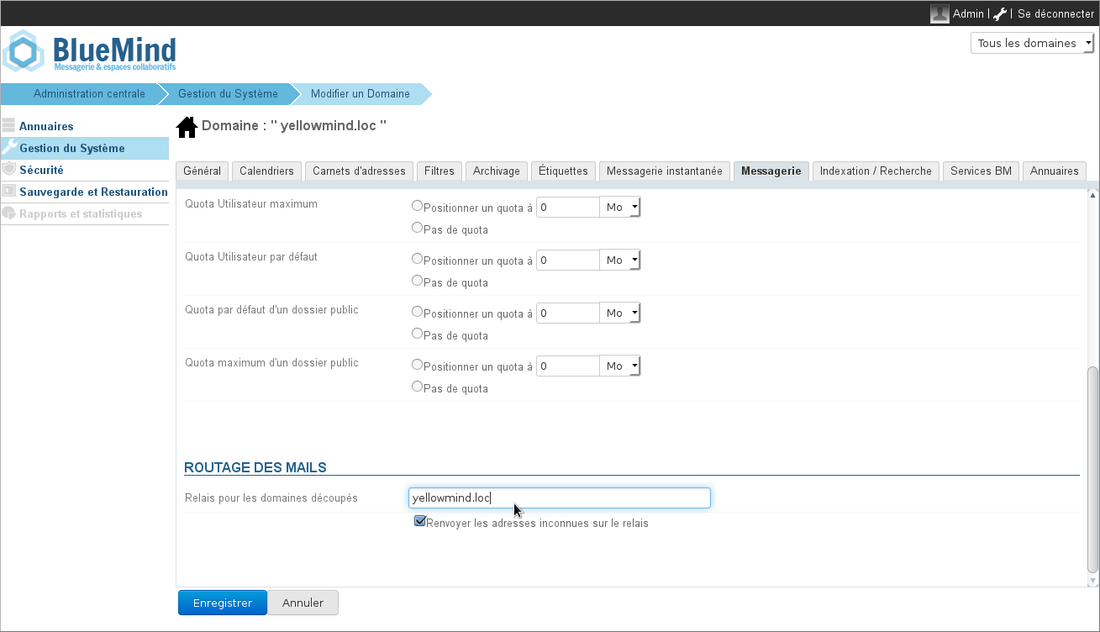 Admin | | Se déconnecter
BlueMind
Messagerie & espaces collaboratifs
Tous les domaines
Administration centrale Gestion du Système Modifier un Domaine
Annuaires
Gestion du Système
Sécurité
Sauvegarde et Restauration
Rapports et statistiques
Domaine : " yellowmind.loc "
Général Calendriers Carnets d'adresses Filtres Archivage Étiquettes Messagerie instantanée Messagerie Indexation / Recherche Services BM Annuaires
Quota Utilisateur maximum Positionner un quota à 0 Mo
Pas de quota
Quota Utilisateur par défaut Positionner un quota à 0 Mo
Pas de quota
Quota par défaut d'un dossier public Positionner un quota à 0 Mo
Pas de quota
Quota maximum d'un dossier public Positionner un quota à 0 Mo
Pas de quota
ROUTAGE DES MAILS
Relais pour les domaines découpés yellowmind.loc
Renvoyer les adresses inconnues sur le relais
Enregistrer Annuler